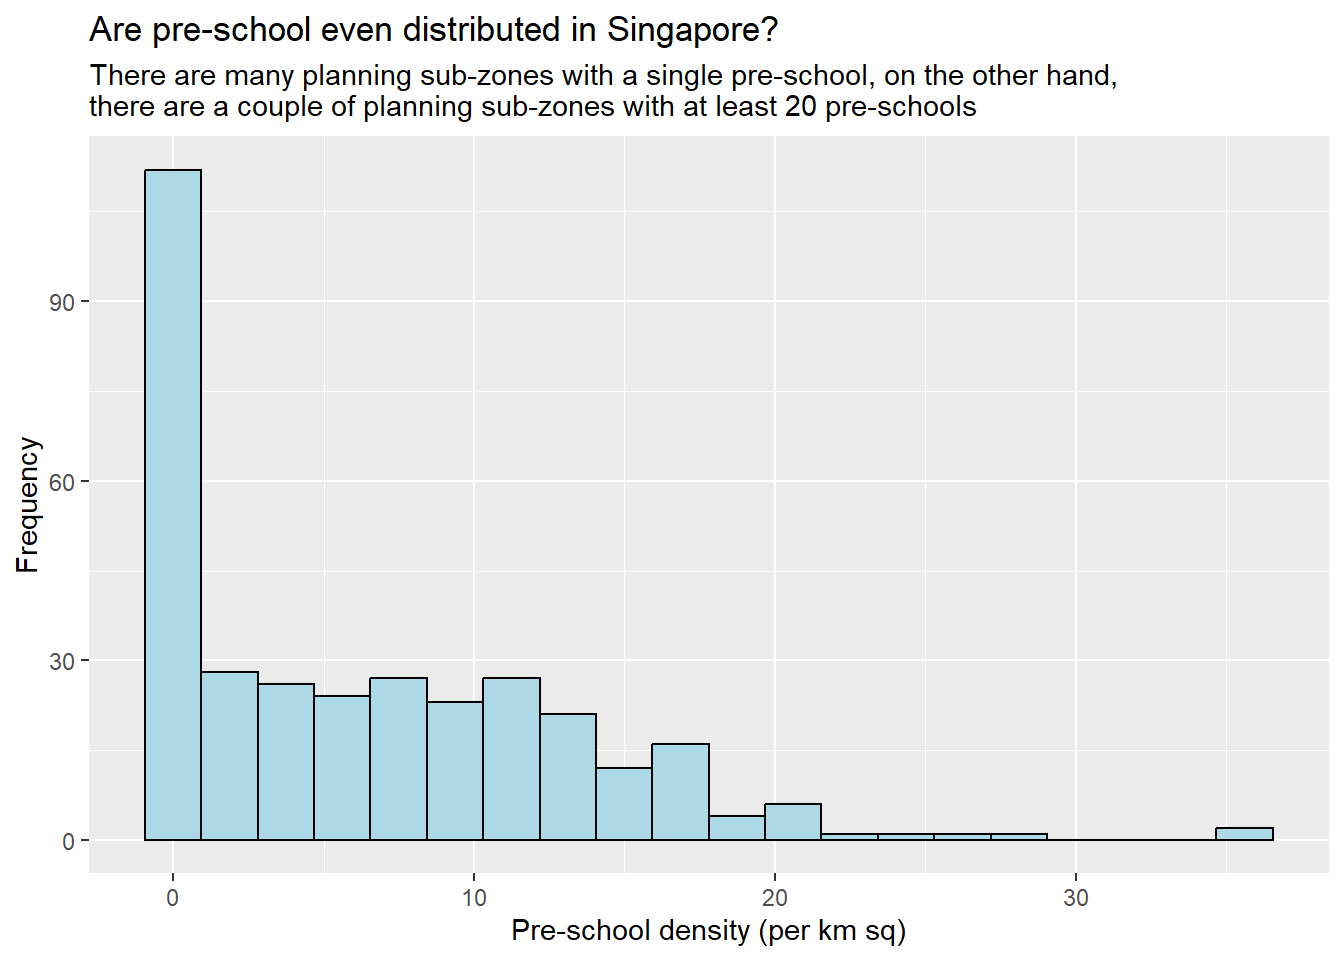 Are pre-school even distributed in Singapore?
There are many planning sub-zones with a single pre-school, on the other hand,
there are a couple of planning sub-zones with at least 20 pre-schools
90
60
30
0
Frequency
0 10 20 30
Pre-school density (per km sq)